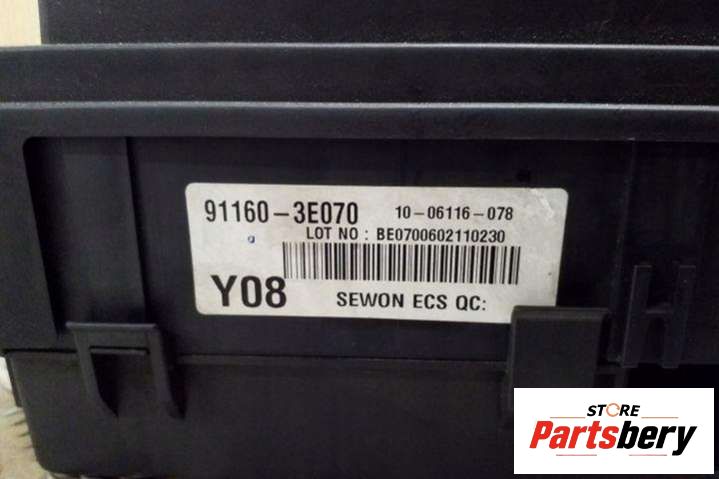 91160-3E070 10-06116-078
LOT NO : BE0700602110230
Y08 SEWON ECS QC:
STORE
Partsbery